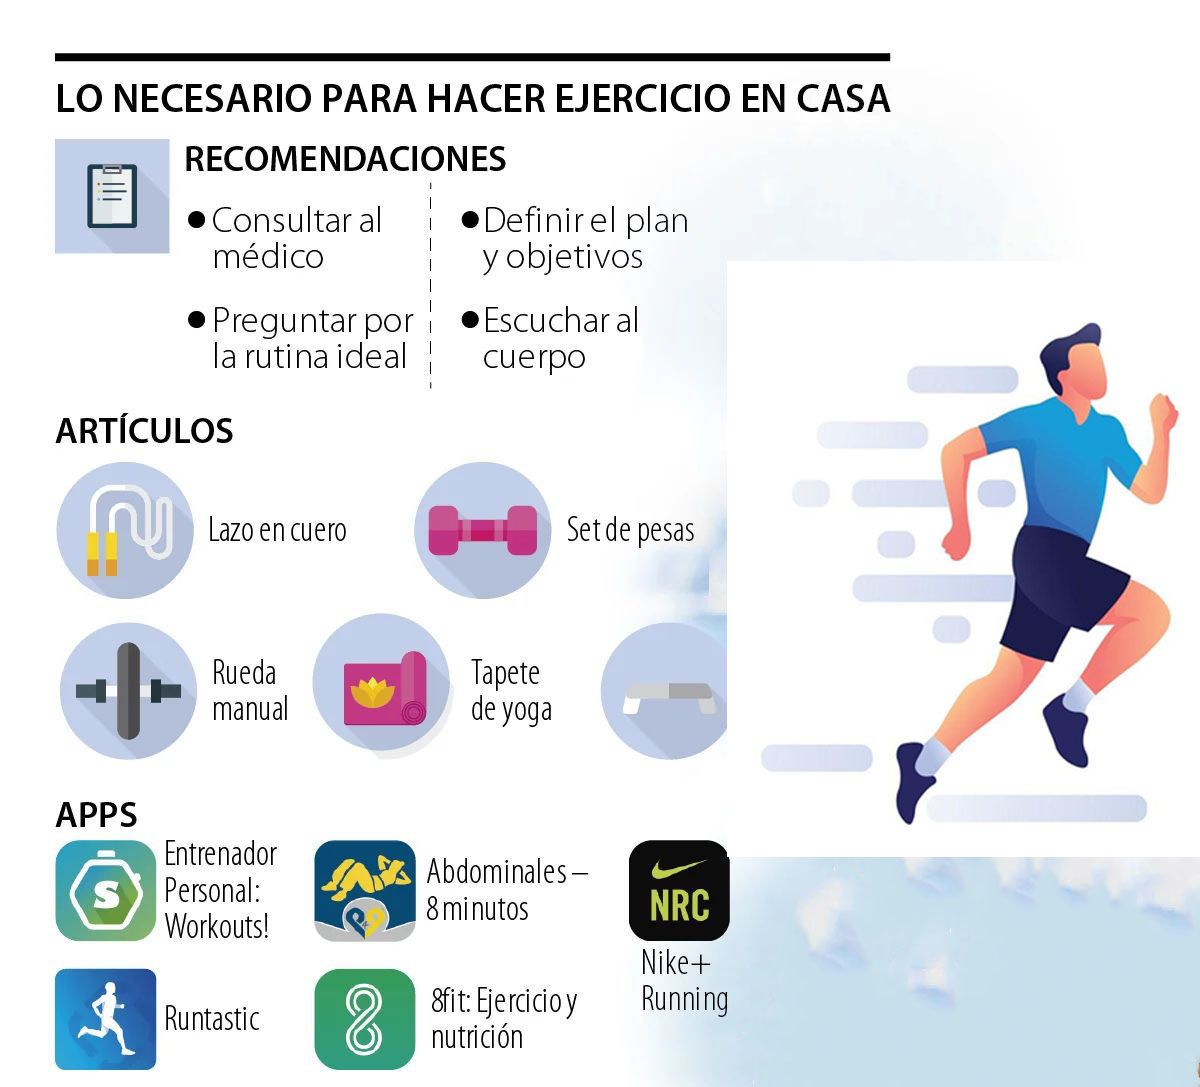 LO NECESARIO PARA HACER EJERCICIO EN CASA
RECOMENDACIONES
● Consultar al
médico
● Preguntar por
la rutina ideal
● Definir el plan
y objetivos
● Escuchar al
cuerpo
ARTÍCULOS
Lazo en cuero
Set de pesas
Rueda
manual
Tapete
de yoga
APPS
S
Entrenador
Personal:
Workouts!
Abdominales –
8 minutos
NRC
Nike+
Running
Runtastic
8
8fit: Ejercicio y
nutrición